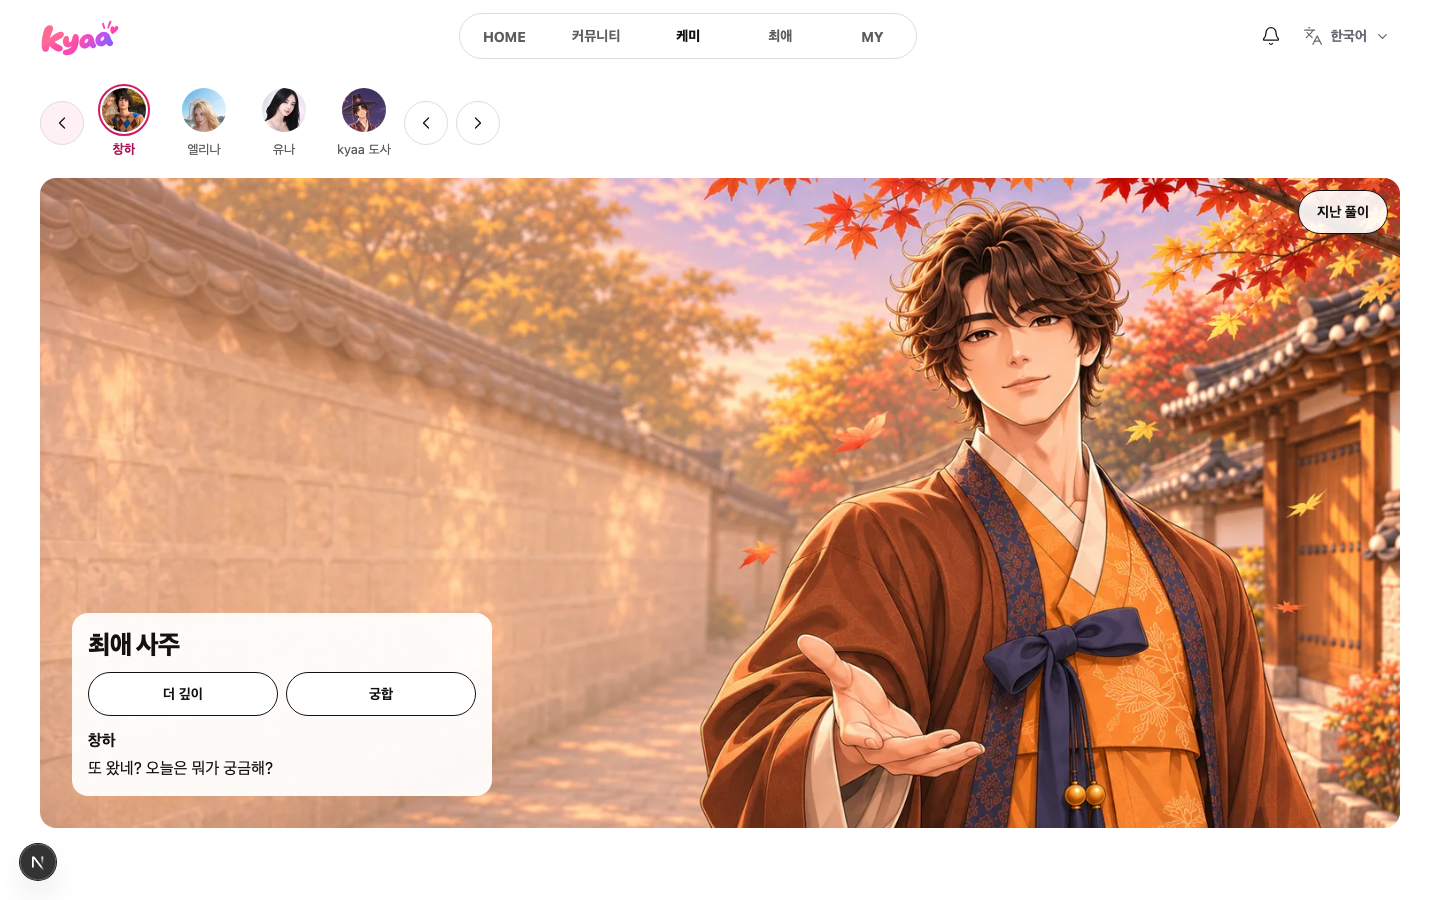 kyaa
HOME 커뮤니티 케미 최애 MY
한국어
창하 엘리나 유나 kyaa 도사
지난 풀이
최애 사주
더 깊이 궁합
창하
또 왔네? 오늘은 뭐가 궁금해?
N